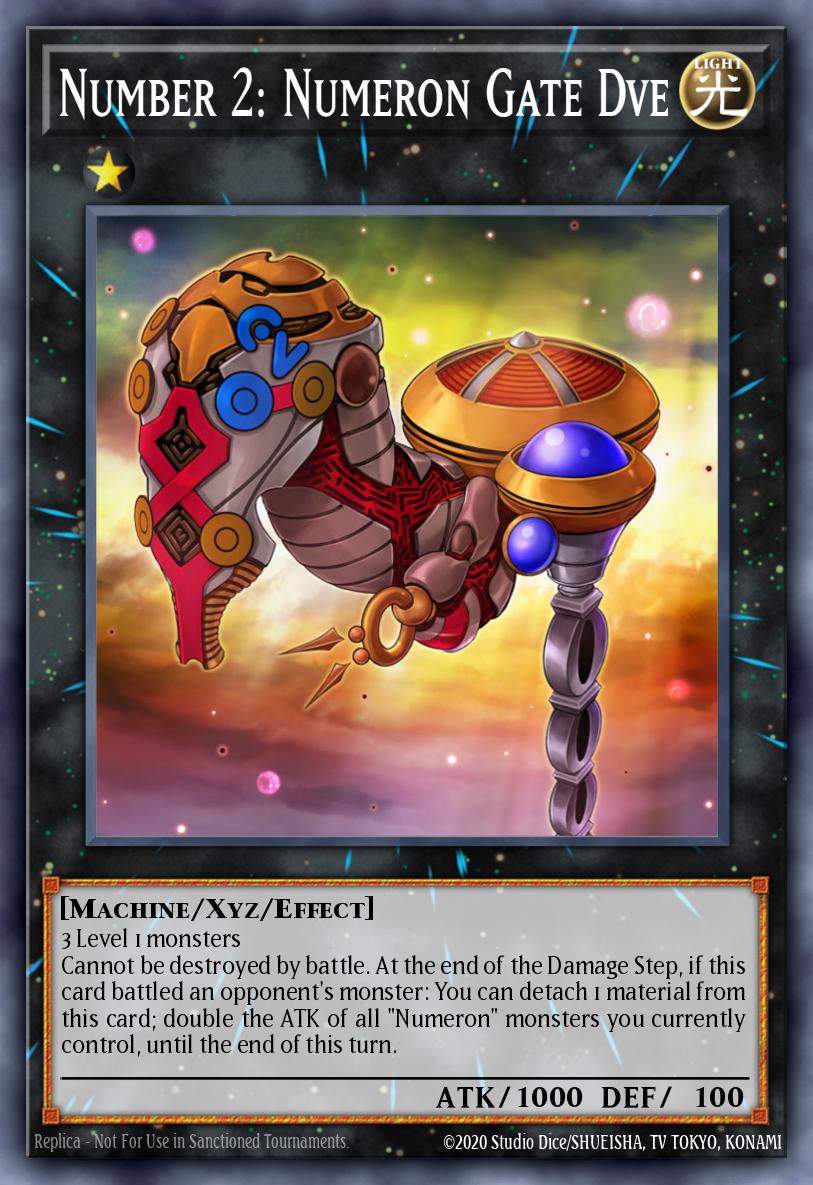 Number 2: Numeron Gate Dve
LIGHT
光
[Machine/Xyz/Effect]
3 Level 1 monsters
Cannot be destroyed by battle. At the end of the Damage Step, if this
card battled an opponent's monster: You can detach 1 material from
this card; double the ATK of all "Numeron" monsters you currently
control, until the end of this turn.
ATK/1000 DEF/ 100
Replica - Not For Use in Sanctioned Tournaments.
©2020 Studio Dice/SHUEISHA, TV TOKYO, KONAMI